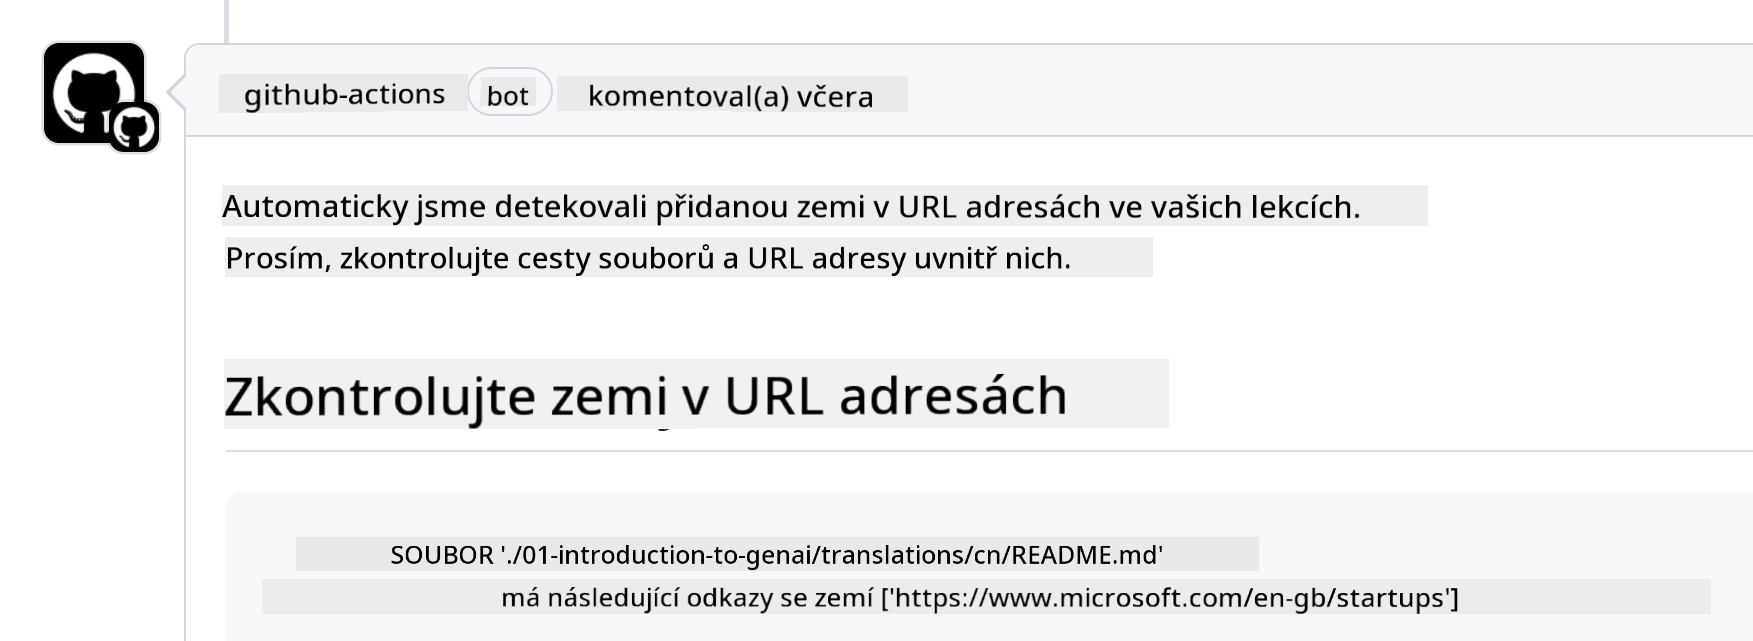 github-actions bot komentoval(a) včera
Automaticky jsme detekovali přidanou zemi v URL adresách ve vašich lekcích.
Prosím, zkontrolujte cesty souborů a URL adresy uvnitř nich.
Zkontrolujte zemi v URL adresách
SOUBOR './01-introduction-to-genai/translations/cn/README.md'
má následující odkazy se zemí ['https://www.microsoft.com/en-gb/startups']